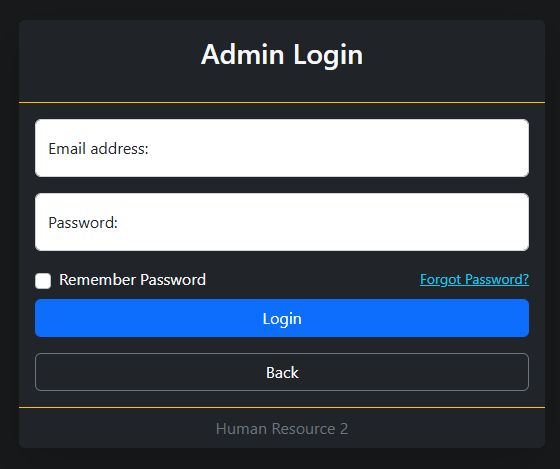 Admin Login
Email address:
Password:
Remember Password Forgot Password?
Login
Back
Human Resource 2